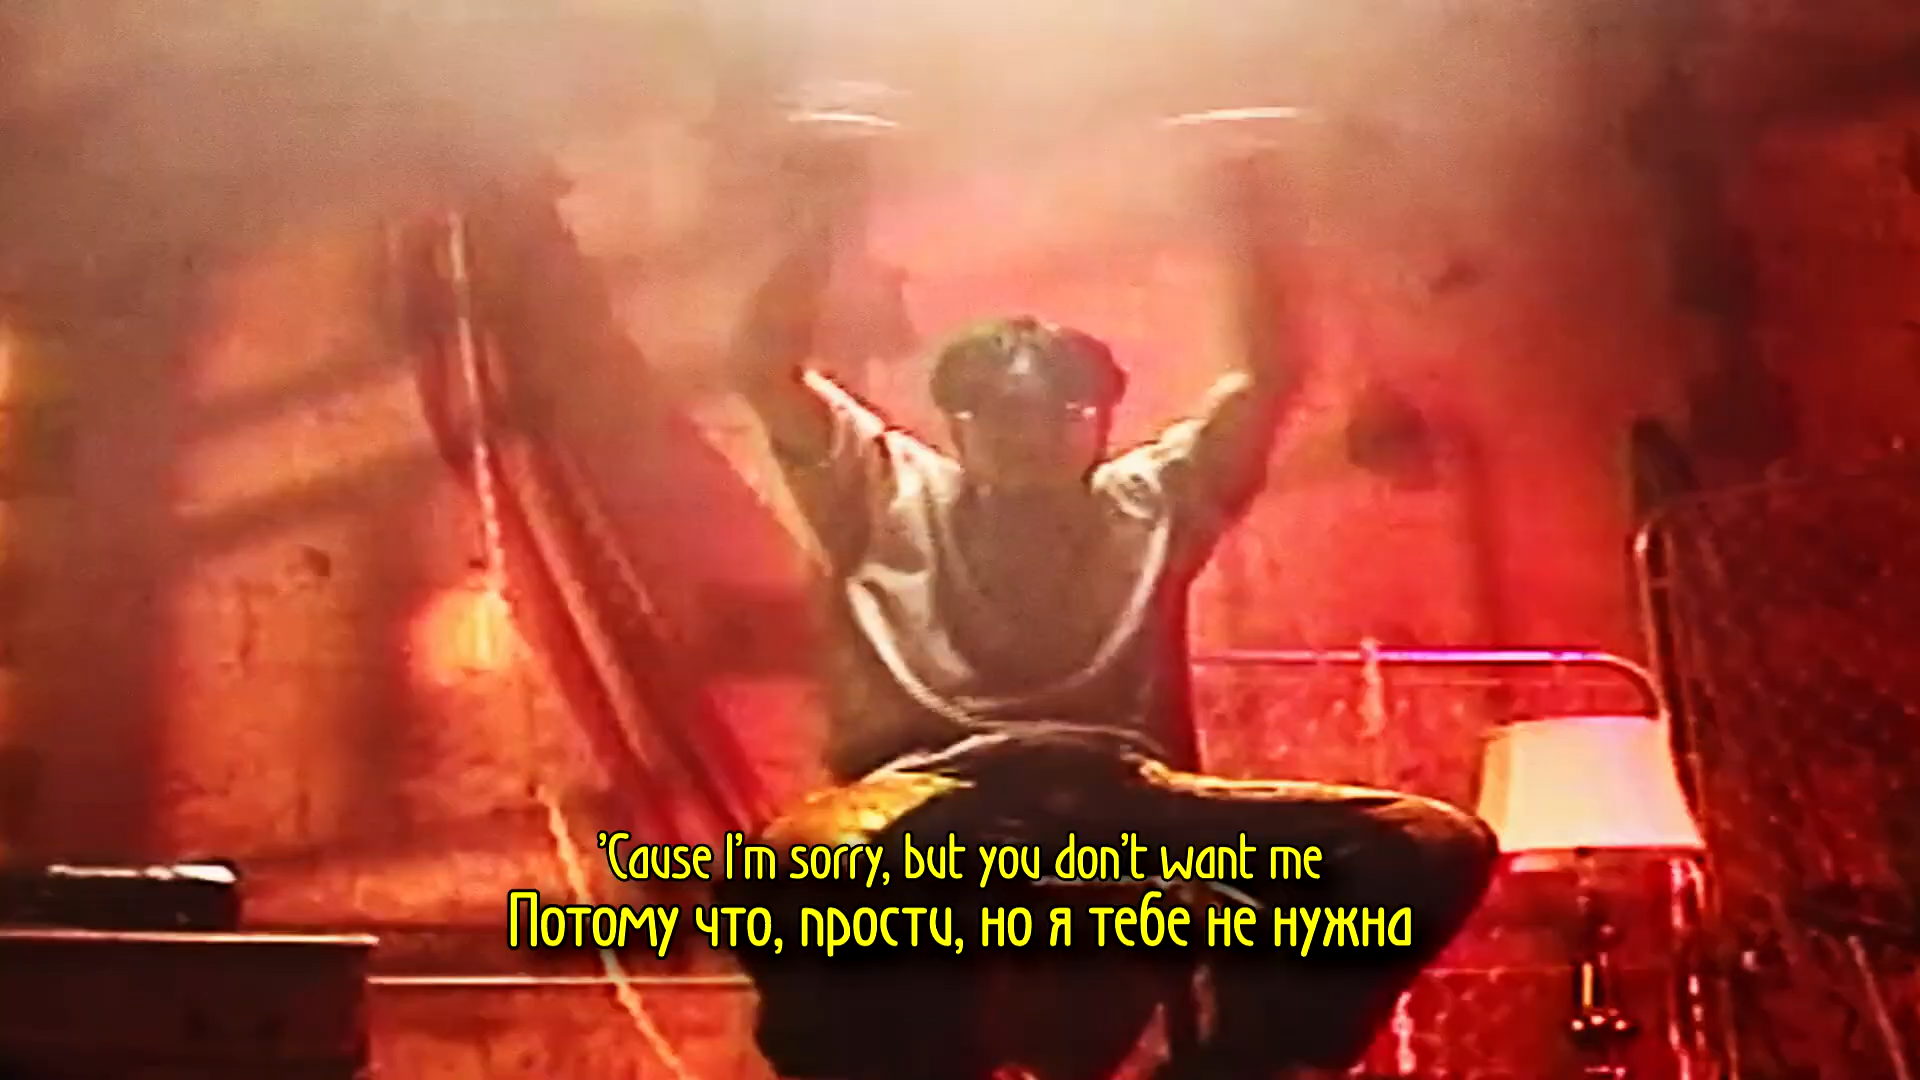 'Cause I'm sorry, but you don't want me
Потому что, прости, но я тебе не нужна